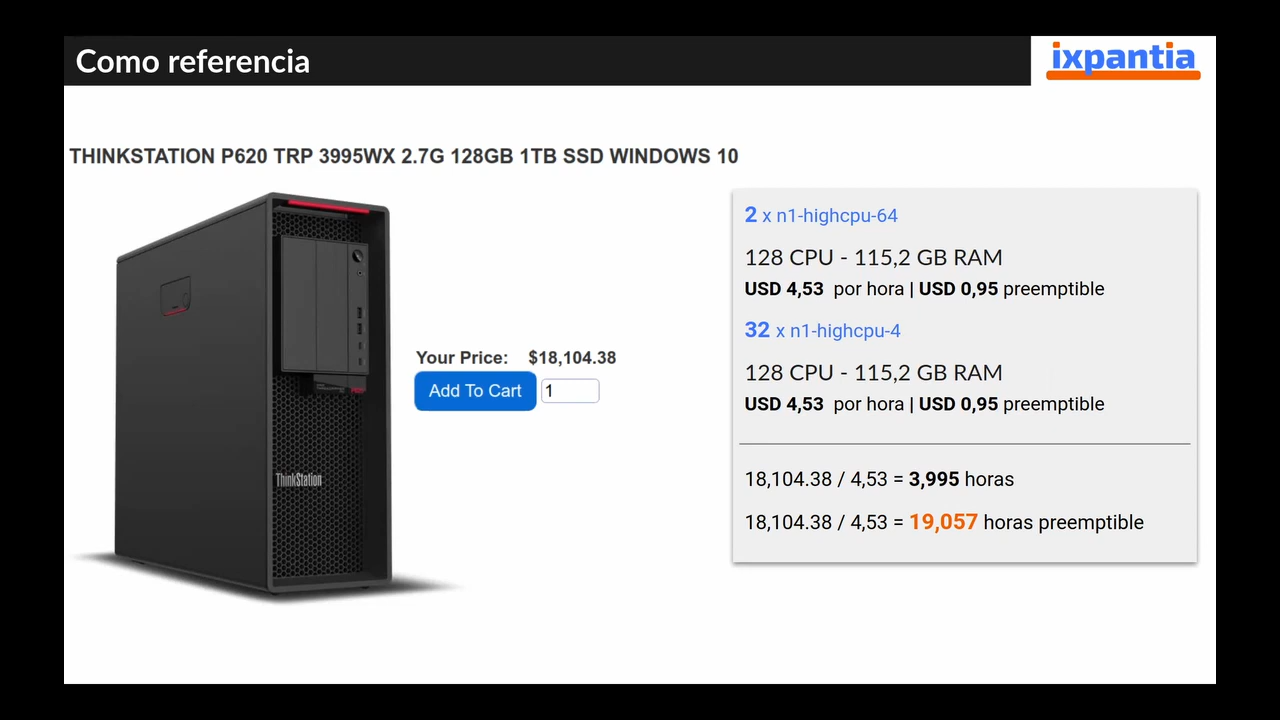 Como referencia
ixpantia
THINKSTATION P620 TRP 3995WX 2.7G 128GB 1TB SSD WINDOWS 10
ThinkStation
Your Price: $18,104.38
Add To Cart 1
2 x n1-highcpu-64
128 CPU - 115,2 GB RAM
USD 4,53 por hora | USD 0,95 preemptible
32 x n1-highcpu-4
128 CPU - 115,2 GB RAM
USD 4,53 por hora | USD 0,95 preemptible
18,104.38 / 4,53 = 3,995 horas
18,104.38 / 4,53 = 19,057 horas preemptible